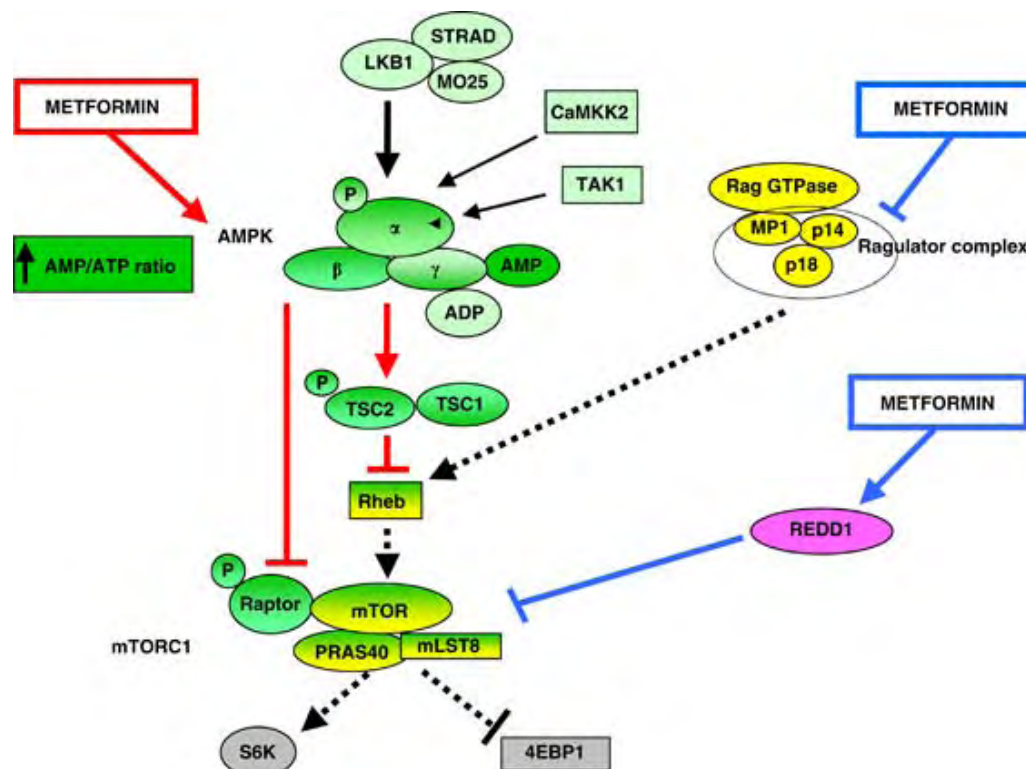 STRAD
LKB1
MO25
METFORMIN
CaMKK2
METFORMIN
TAK1
Rag GTPase
P
MP1
p14
AMPK
α
Ragulator complex
AMP/ATP ratio
β
γ
AMP
p18
ADP
P
TSC2
TSC1
METFORMIN
Rheb
REDD1
P
Raptor
mTOR
mTORC1
PRAS40
mLST8
S6K
4EBP1